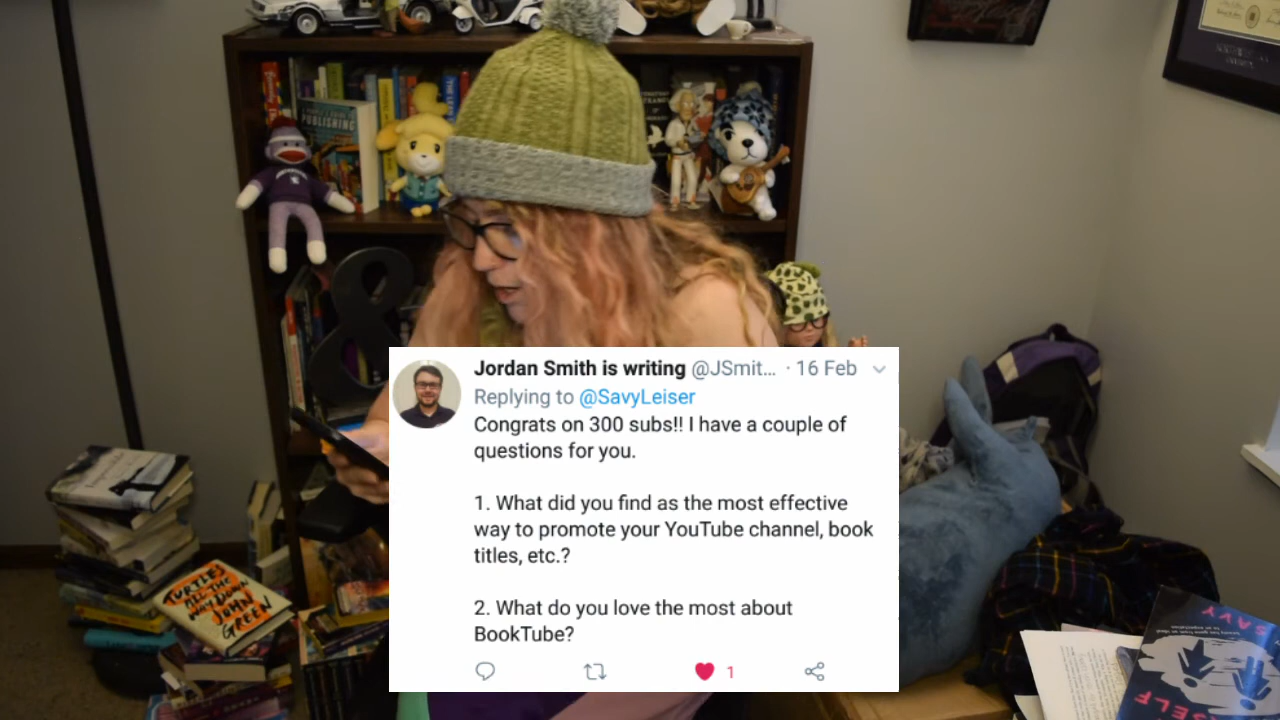 PUBLISHING
Jordan Smith is writing @JSmit... · 16 Feb
Replying to @SavyLeiser
Congrats on 300 subs!! I have a couple of
questions for you.
1. What did you find as the most effective
way to promote your YouTube channel, book
titles, etc.?
2. What do you love the most about
BookTube?
1
TURTLES
ALL THE
WAY DOWN
JOHN
GREEN
SAVY
SELF